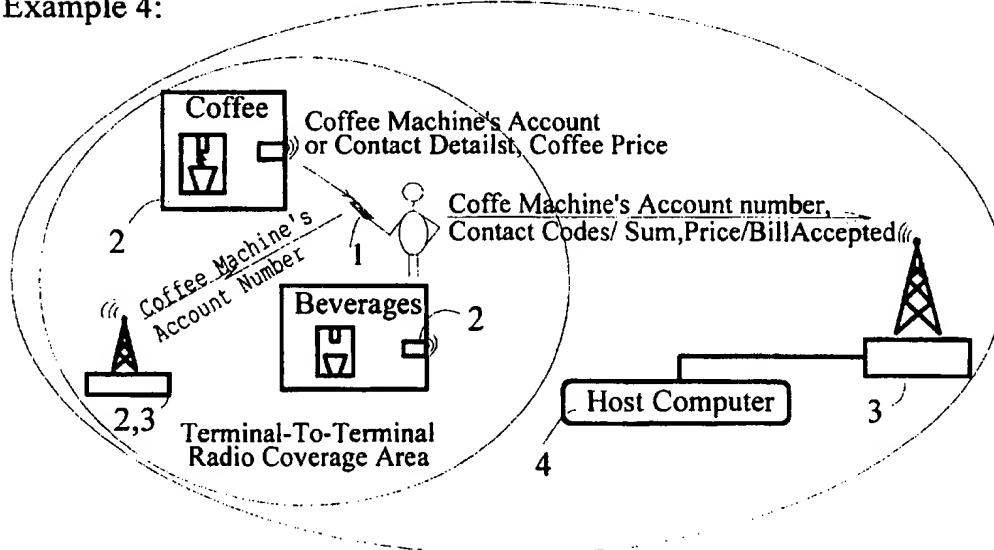 Example 4:
Coffee
Coffee Machine's Account
or Contact Detailst, Coffee Price
2
1
Coffe Machine's Account number,
Contact Codes/ Sum,Price/BillAccepted
Coffee Machine's
Account Number
Beverages
2
2,3
Terminal-To-Terminal
Radio Coverage Area
Host Computer
3
4